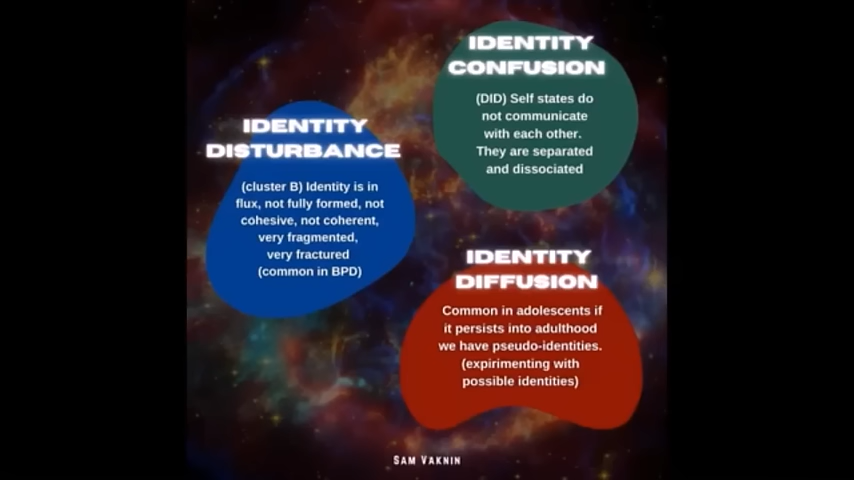 IDENTITY
DISTURBANCE
(cluster B) Identity is in
flux, not fully formed, not
cohesive, not coherent,
very fragmented,
very fractured
(common in BPD)
IDENTITY
CONFUSION
(DID) Self states do
not communicate
with each other.
They are separated
and dissociated
IDENTITY
DIFFUSION
Common in adolescents if
it persists into adulthood
we have pseudo-identities.
(expirimenting with
possible identities)
SAM VAKNIN